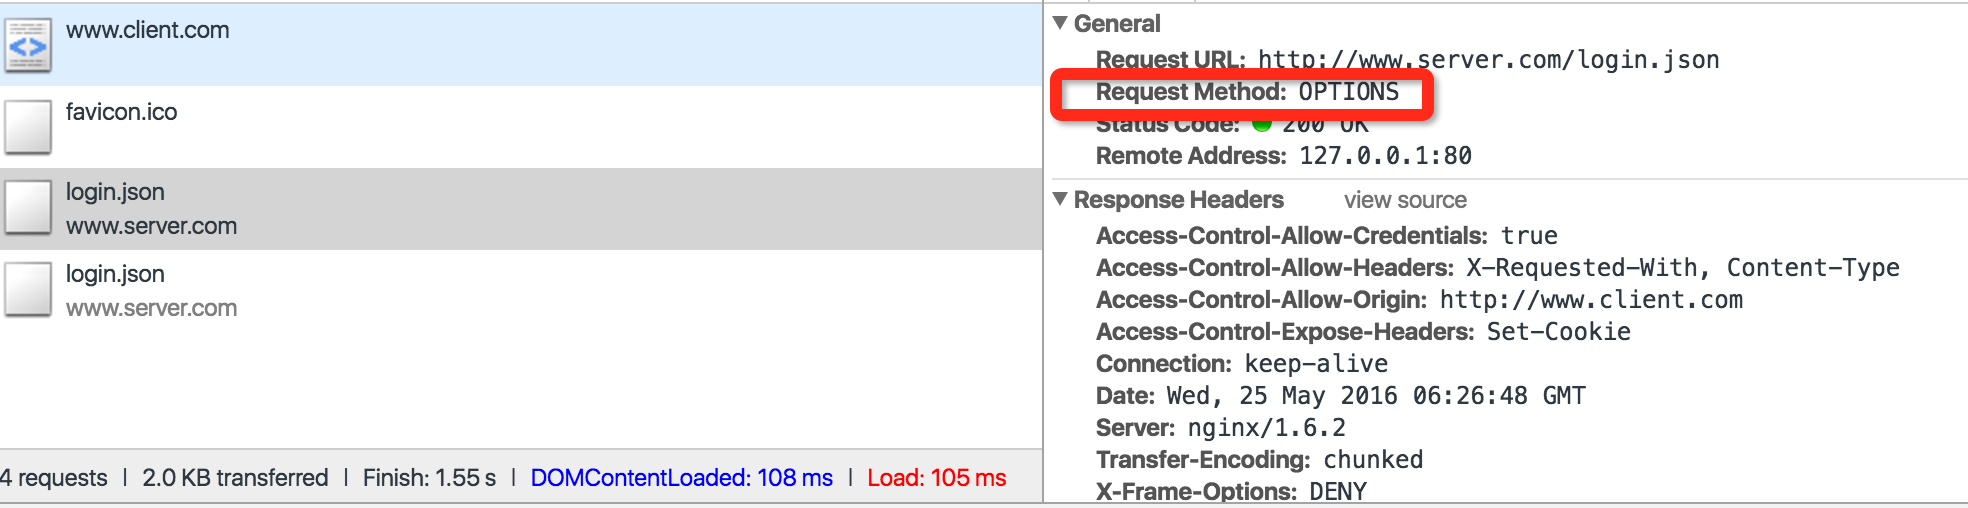 www.client.com
favicon.ico
login.json
www.server.com
login.json
www.server.com
4 requests | 2.0 KB transferred | Finish: 1.55 s | DOMContentLoaded: 108 ms | Load: 105 ms
General
Request URL: http://www.server.com/login.json
Request Method: OPTIONS
Status Code: 200 OK
Remote Address: 127.0.0.1:80
Response Headers view source
Access-Control-Allow-Credentials: true
Access-Control-Allow-Headers: X-Requested-With, Content-Type
Access-Control-Allow-Origin: http://www.client.com
Access-Control-Expose-Headers: Set-Cookie
Connection: keep-alive
Date: Wed, 25 May 2016 06:26:48 GMT
Server: nginx/1.6.2
Transfer-Encoding: chunked
X-Frame-Options: DENY